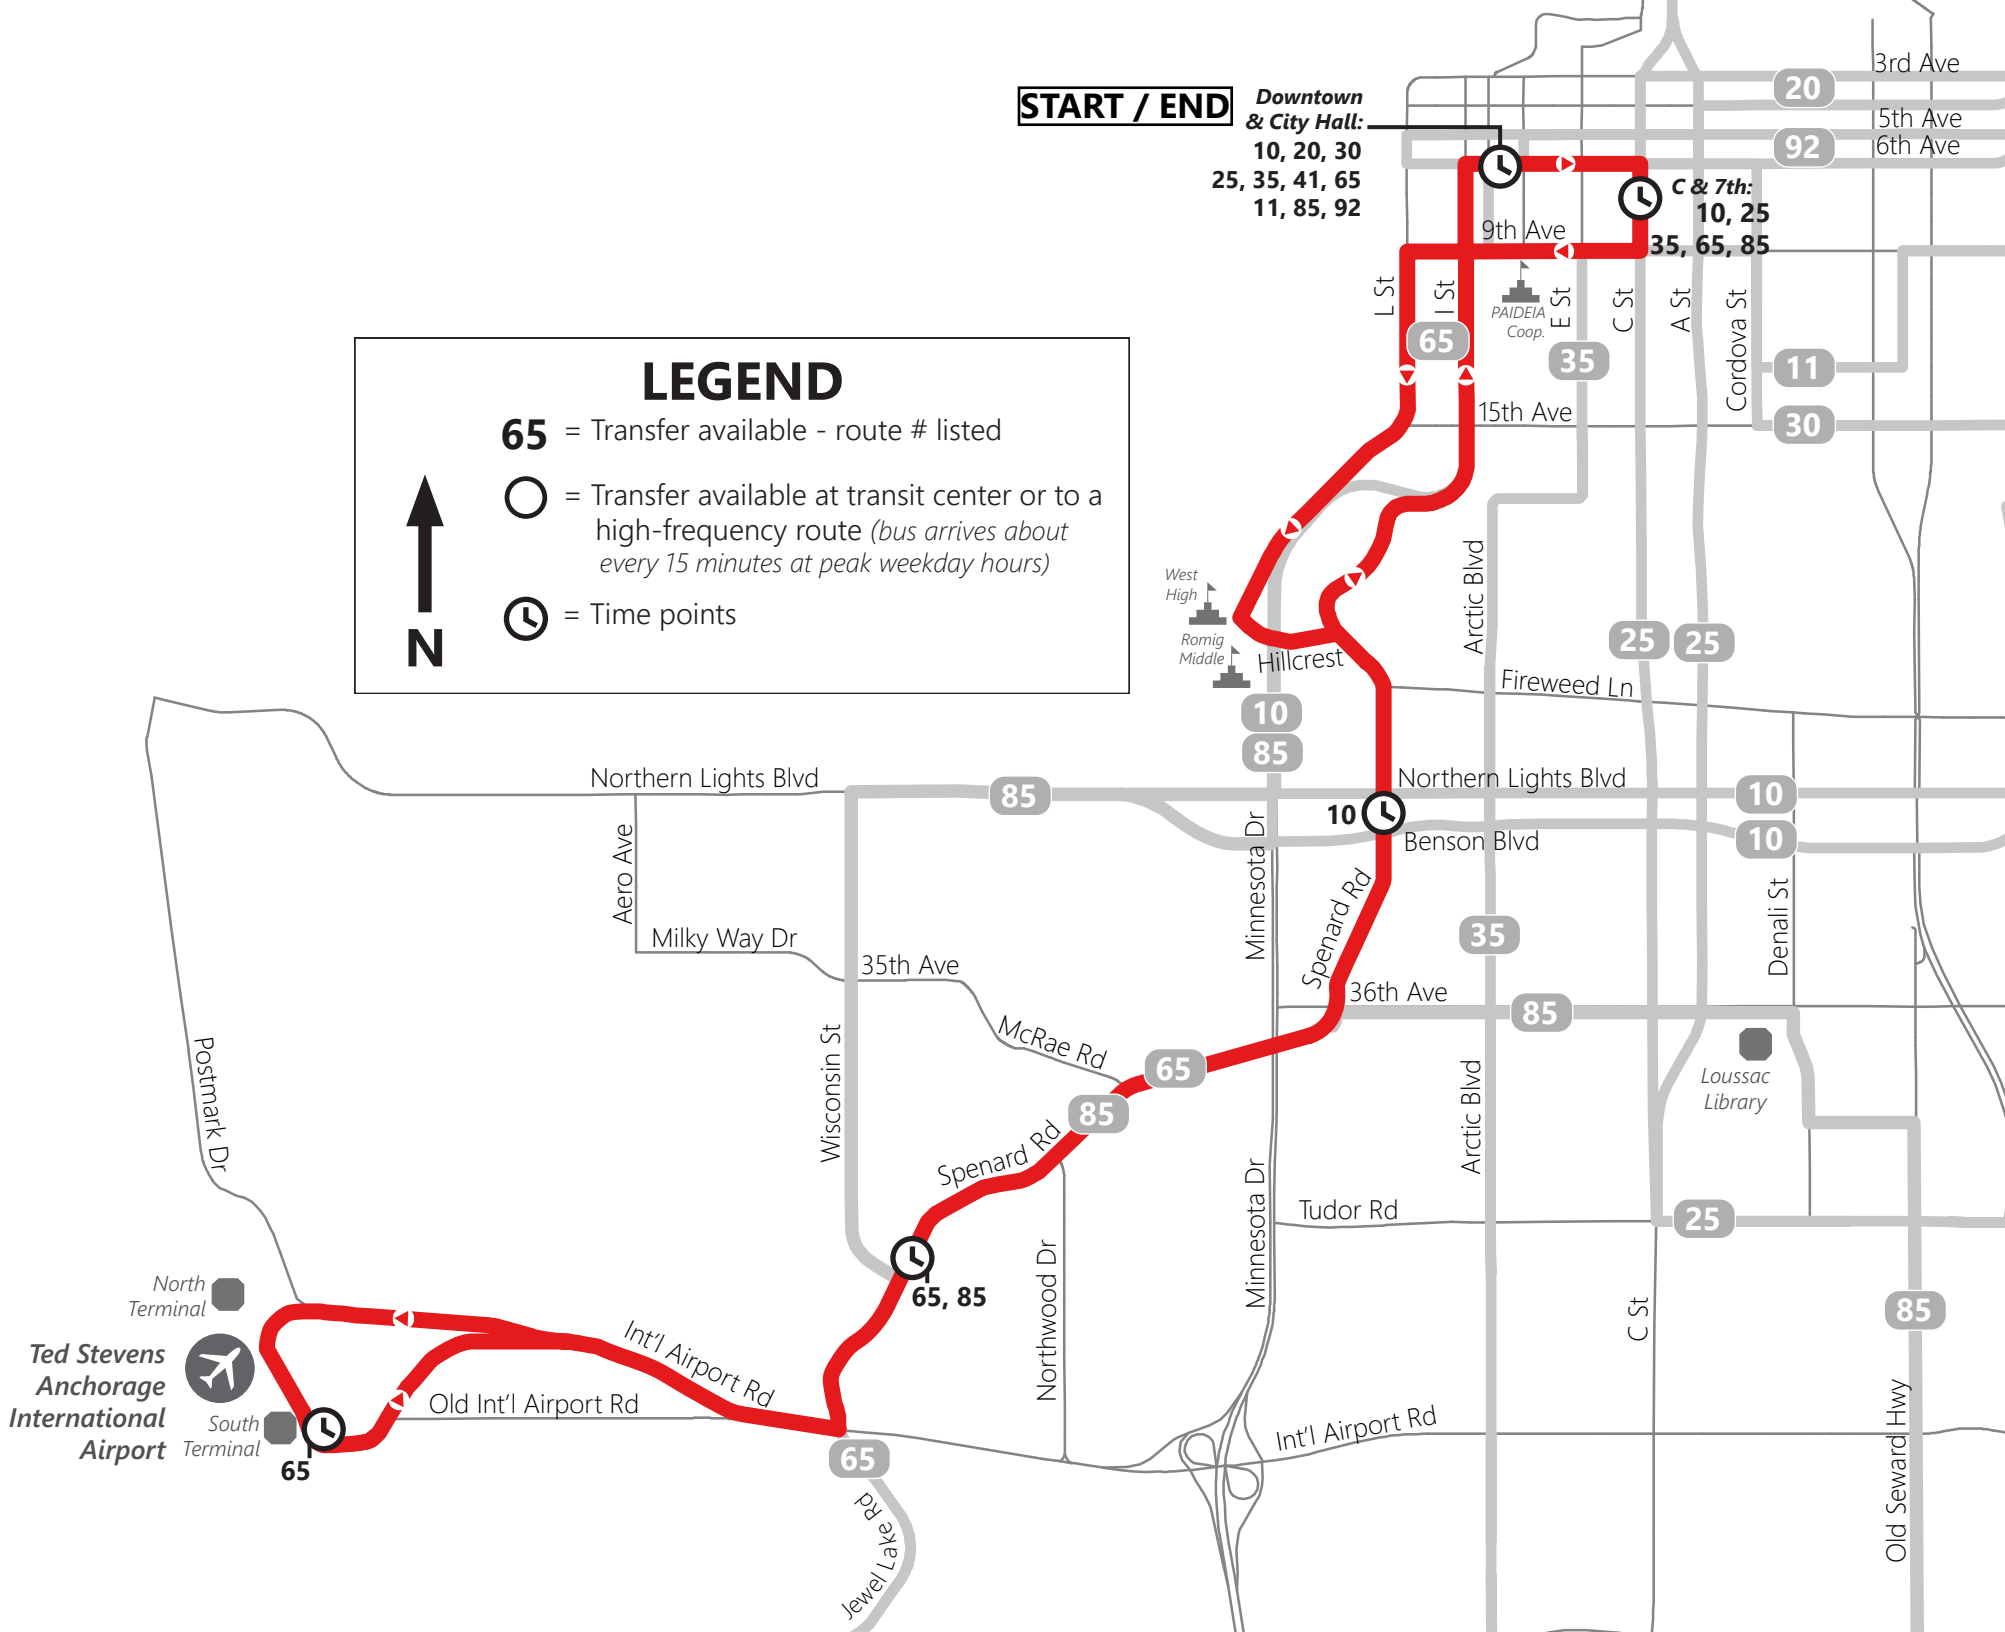 START / END
Downtown
& City Hall:
10, 20, 30
25, 35, 41, 65
11, 85, 92
3rd Ave
20
5th Ave
92
6th Ave
C & 7th:
10, 25
35, 65, 85
9th Ave
L St
I St
PAIDEIA
Coop.
E St
C St
A St
Cordova St
65
35
11
15th Ave
30
LEGEND
65 = Transfer available - route # listed
= Transfer available at transit center or to a
high-frequency route (bus arrives about
every 15 minutes at peak weekday hours)
= Time points
N
West
High
Romig
Middle
Hillcrest
Arctic Blvd
25
25
Fireweed Ln
10
85
Northern Lights Blvd
85
Northern Lights Blvd
10
10
Benson Blvd
10
Aero Ave
Minnesota Dr
Spenard Rd
Denali St
35
Milky Way Dr
35th Ave
36th Ave
85
McRae Rd
65
85
Loussac
Library
Postmark Dr
Wisconsin St
Spenard Rd
Arctic Blvd
Minnesota Dr
Tudor Rd
25
Northwood Dr
65, 85
North
Terminal
Ted Stevens
Anchorage
International
Airport
South
Terminal
65
Int'l Airport Rd
Old Int'l Airport Rd
C St
85
Int'l Airport Rd
Old Seward Hwy
65
Jewel Lake Rd